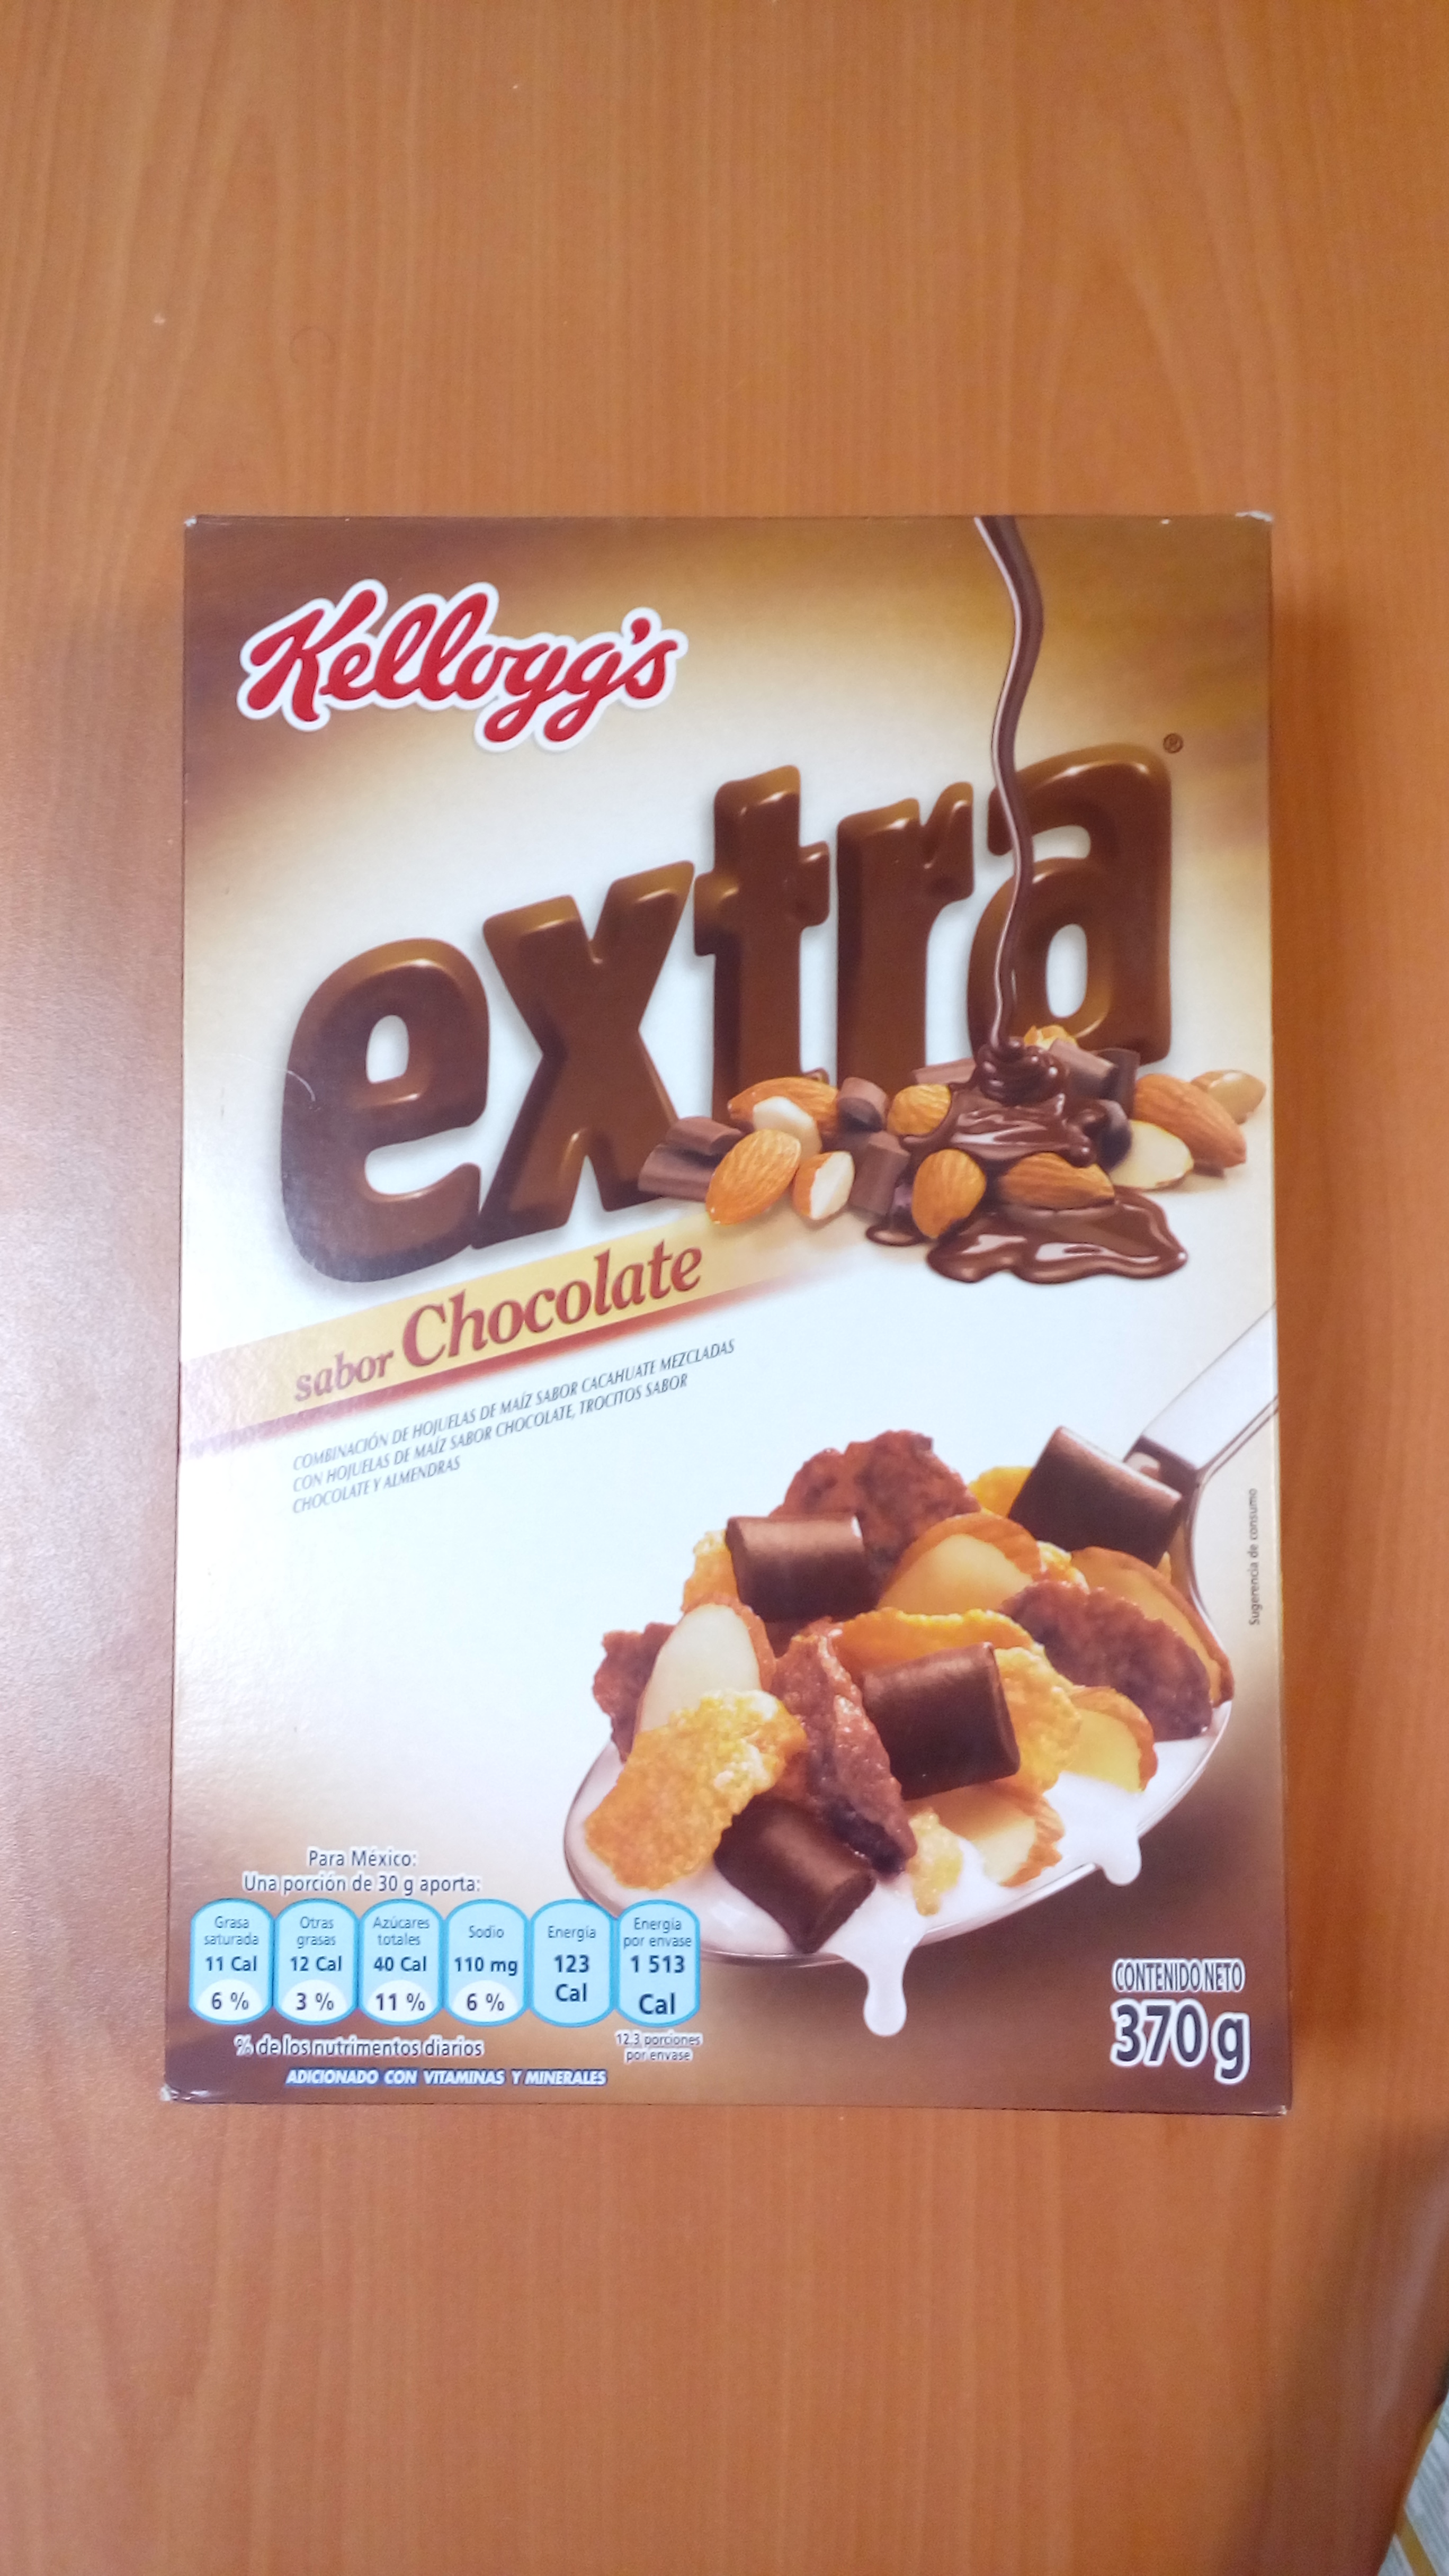 Kellogg's
extra®
sabor Chocolate
COMBINACIÓN DE HOJUELAS DE MAÍZ SABOR CACAHUATE MEZCLADAS
CON HOJUELAS DE MAÍZ SABOR CHOCOLATE, TROCITOS SABOR
CHOCOLATE Y ALMENDRAS
Sugerencia de consumo
Para México:
Una porción de 30 g aporta:
Grasa saturada 11 Cal 6 %
Otras grasas 12 Cal 3 %
Azúcares totales 40 Cal 11 %
Sodio 110 mg 6 %
Energía 123 Cal
Energía por envase 1 513 Cal
% de los nutrimentos diarios
12.3 porciones
por envase
ADICIONADO CON VITAMINAS Y MINERALES
CONTENIDO NETO
370 g